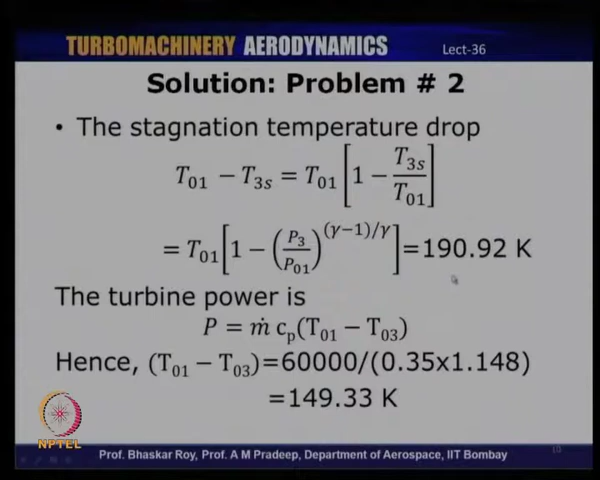 TURBOMACHINERY AERODYNAMICS Lect-36
Solution: Problem # 2
• The stagnation temperature drop
T₀₁ − T₃ₛ = T₀₁ [1 − T₃ₛ/T₀₁]
= T₀₁ [1 − (P₃/P₀₁)^((γ−1)/γ)] =190.92 K
The turbine power is
P = ṁ cₚ(T₀₁ − T₀₃)
Hence, (T₀₁ − T₀₃)=60000/(0.35x1.148)
=149.33 K
NPTEL
Prof. Bhaskar Roy, Prof. A M Pradeep, Department of Aerospace, IIT Bombay